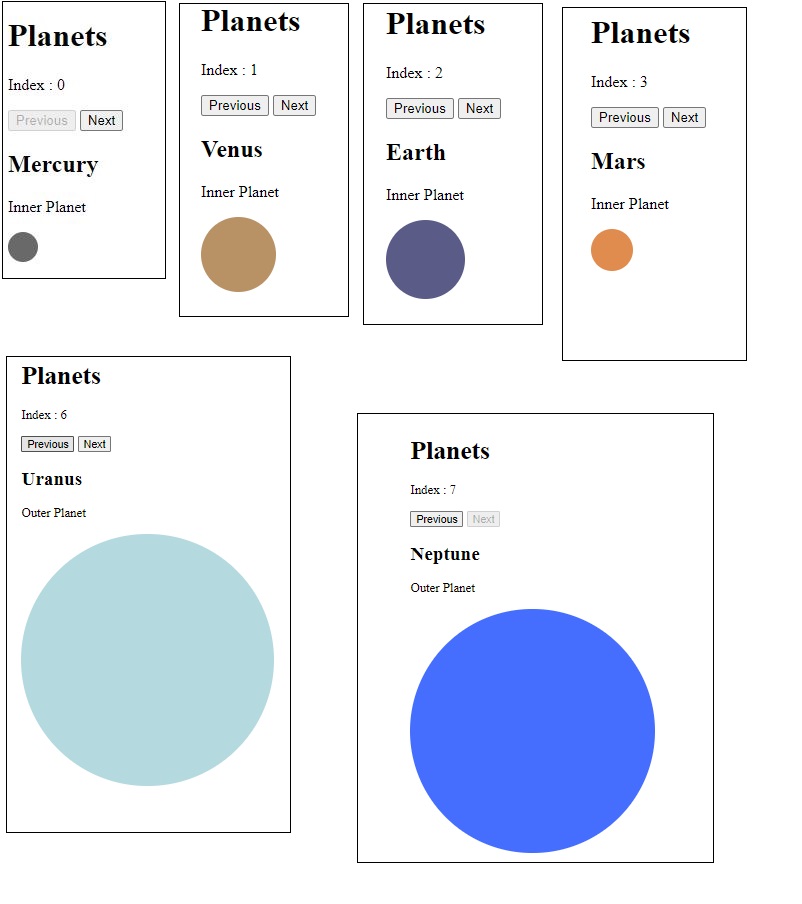 Planets
Index : 0
Previous Next
Mercury
Inner Planet
Planets
Index : 1
Previous Next
Venus
Inner Planet
Planets
Index : 2
Previous Next
Earth
Inner Planet
Planets
Index : 3
Previous Next
Mars
Inner Planet
Planets
Index : 6
Previous Next
Uranus
Outer Planet
Planets
Index : 7
Previous Next
Neptune
Outer Planet